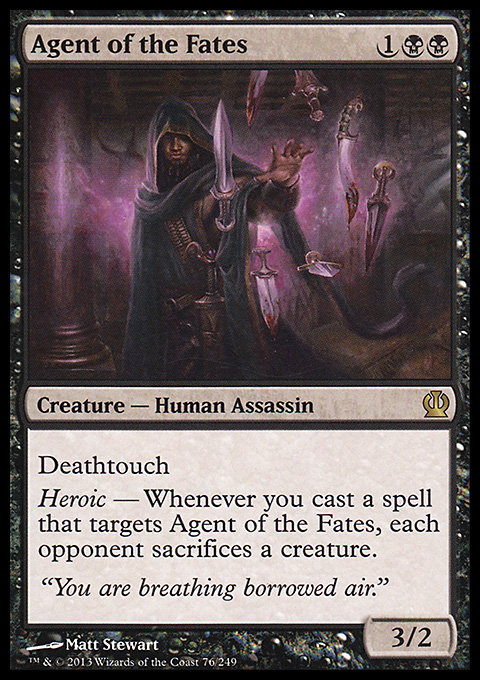 Agent of the Fates 1
Creature — Human Assassin
Deathtouch
Heroic — Whenever you cast a spell
that targets Agent of the Fates, each
opponent sacrifices a creature.
“You are breathing borrowed air.”
3/2
Matt Stewart
™ & © 2013 Wizards of the Coast 76/249